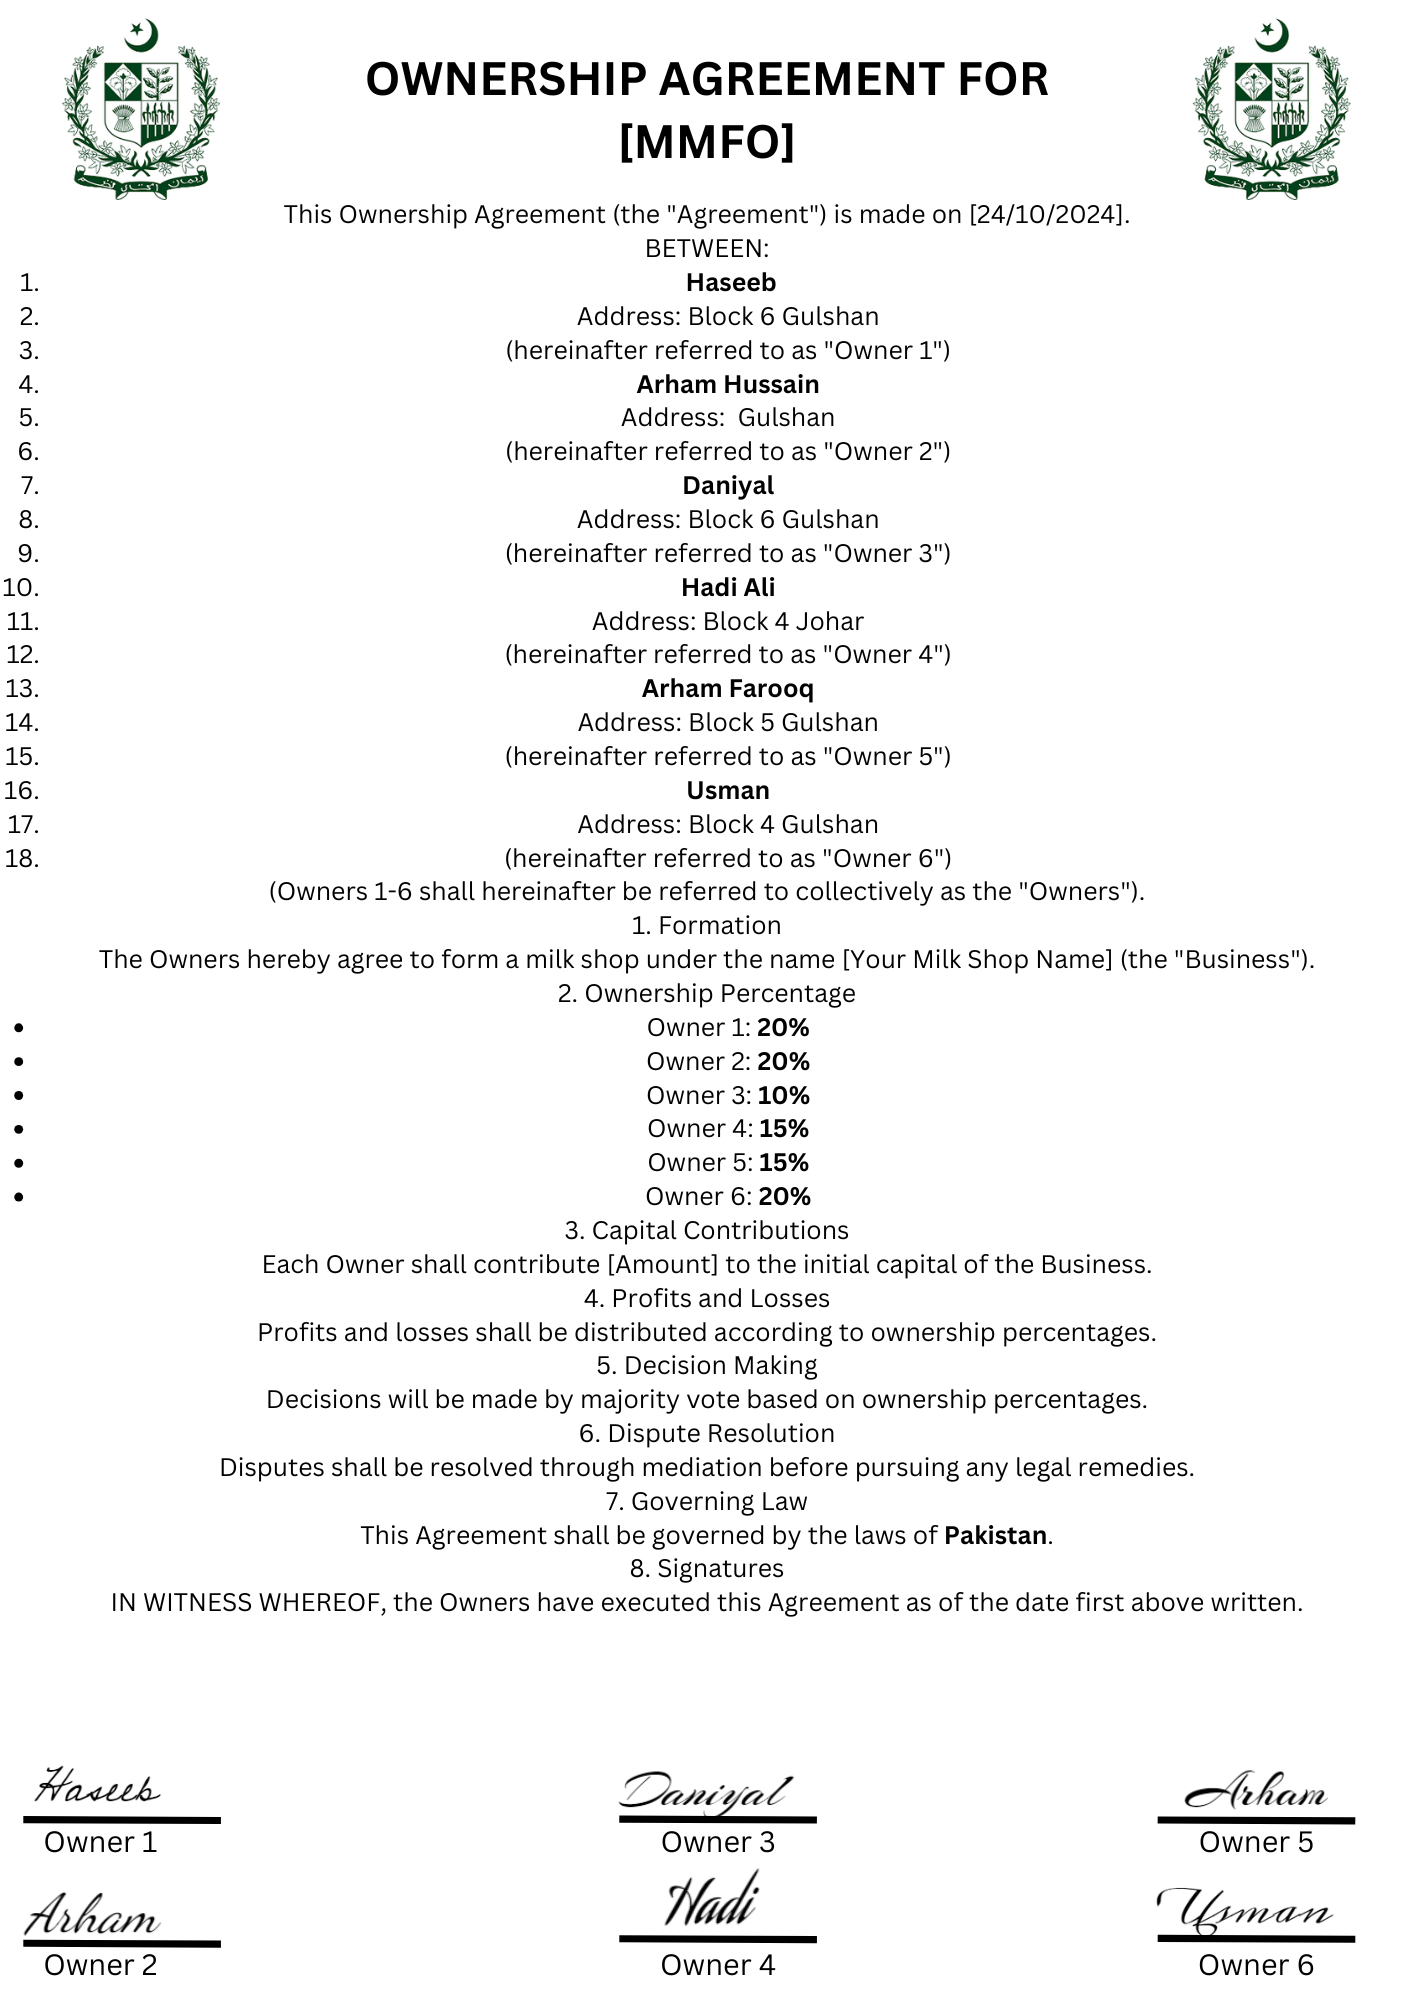 OWNERSHIP AGREEMENT FOR
[MMFO]
This Ownership Agreement (the "Agreement") is made on [24/10/2024].
BETWEEN:
1. Haseeb
2. Address: Block 6 Gulshan
3. (hereinafter referred to as "Owner 1")
4. Arham Hussain
5. Address:  Gulshan
6. (hereinafter referred to as "Owner 2")
7. Daniyal
8. Address: Block 6 Gulshan
9. (hereinafter referred to as "Owner 3")
10. Hadi Ali
11. Address: Block 4 Johar
12. (hereinafter referred to as "Owner 4")
13. Arham Farooq
14. Address: Block 5 Gulshan
15. (hereinafter referred to as "Owner 5")
16. Usman
17. Address: Block 4 Gulshan
18. (hereinafter referred to as "Owner 6")
(Owners 1-6 shall hereinafter be referred to collectively as the "Owners").
1. Formation
The Owners hereby agree to form a milk shop under the name [Your Milk Shop Name] (the "Business").
2. Ownership Percentage
• Owner 1: 20%
• Owner 2: 20%
• Owner 3: 10%
• Owner 4: 15%
• Owner 5: 15%
• Owner 6: 20%
3. Capital Contributions
Each Owner shall contribute [Amount] to the initial capital of the Business.
4. Profits and Losses
Profits and losses shall be distributed according to ownership percentages.
5. Decision Making
Decisions will be made by majority vote based on ownership percentages.
6. Dispute Resolution
Disputes shall be resolved through mediation before pursuing any legal remedies.
7. Governing Law
This Agreement shall be governed by the laws of Pakistan.
8. Signatures
IN WITNESS WHEREOF, the Owners have executed this Agreement as of the date first above written.
Haseeb Daniyal Arham
Owner 1 Owner 3 Owner 5
Arham Hadi Usman
Owner 2 Owner 4 Owner 6